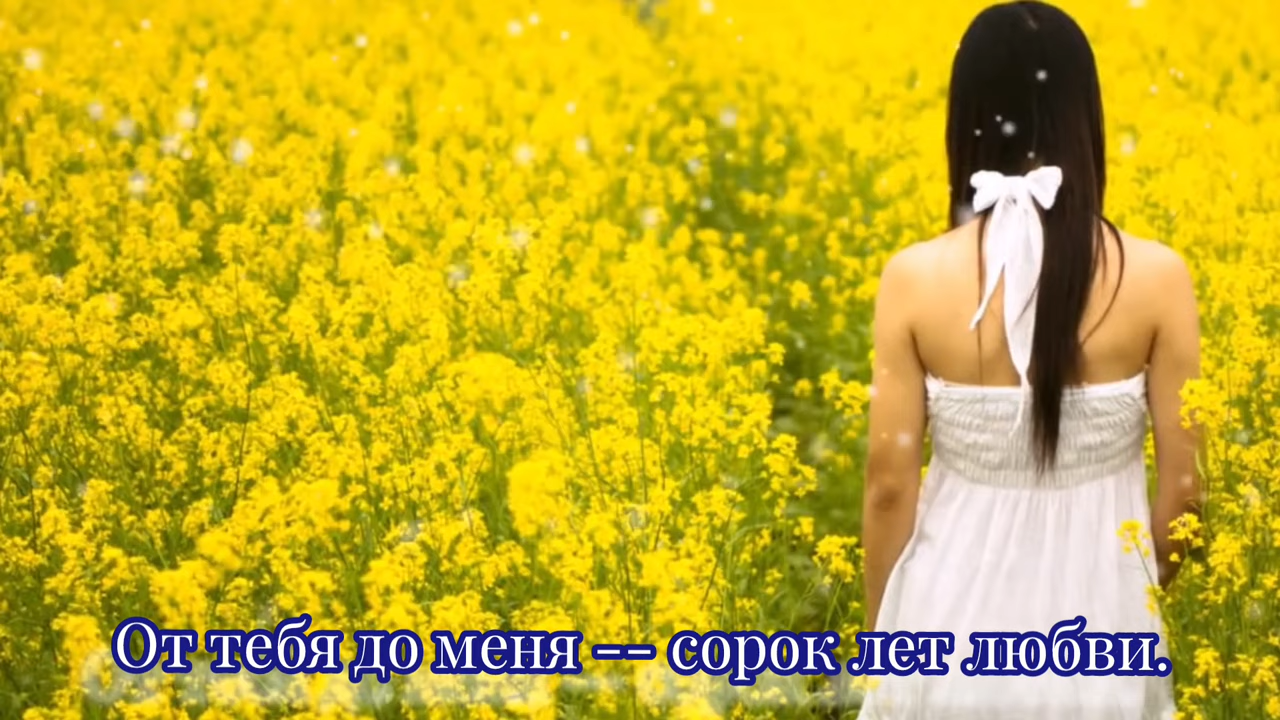 От тебя до меня -- сорок лет любви.